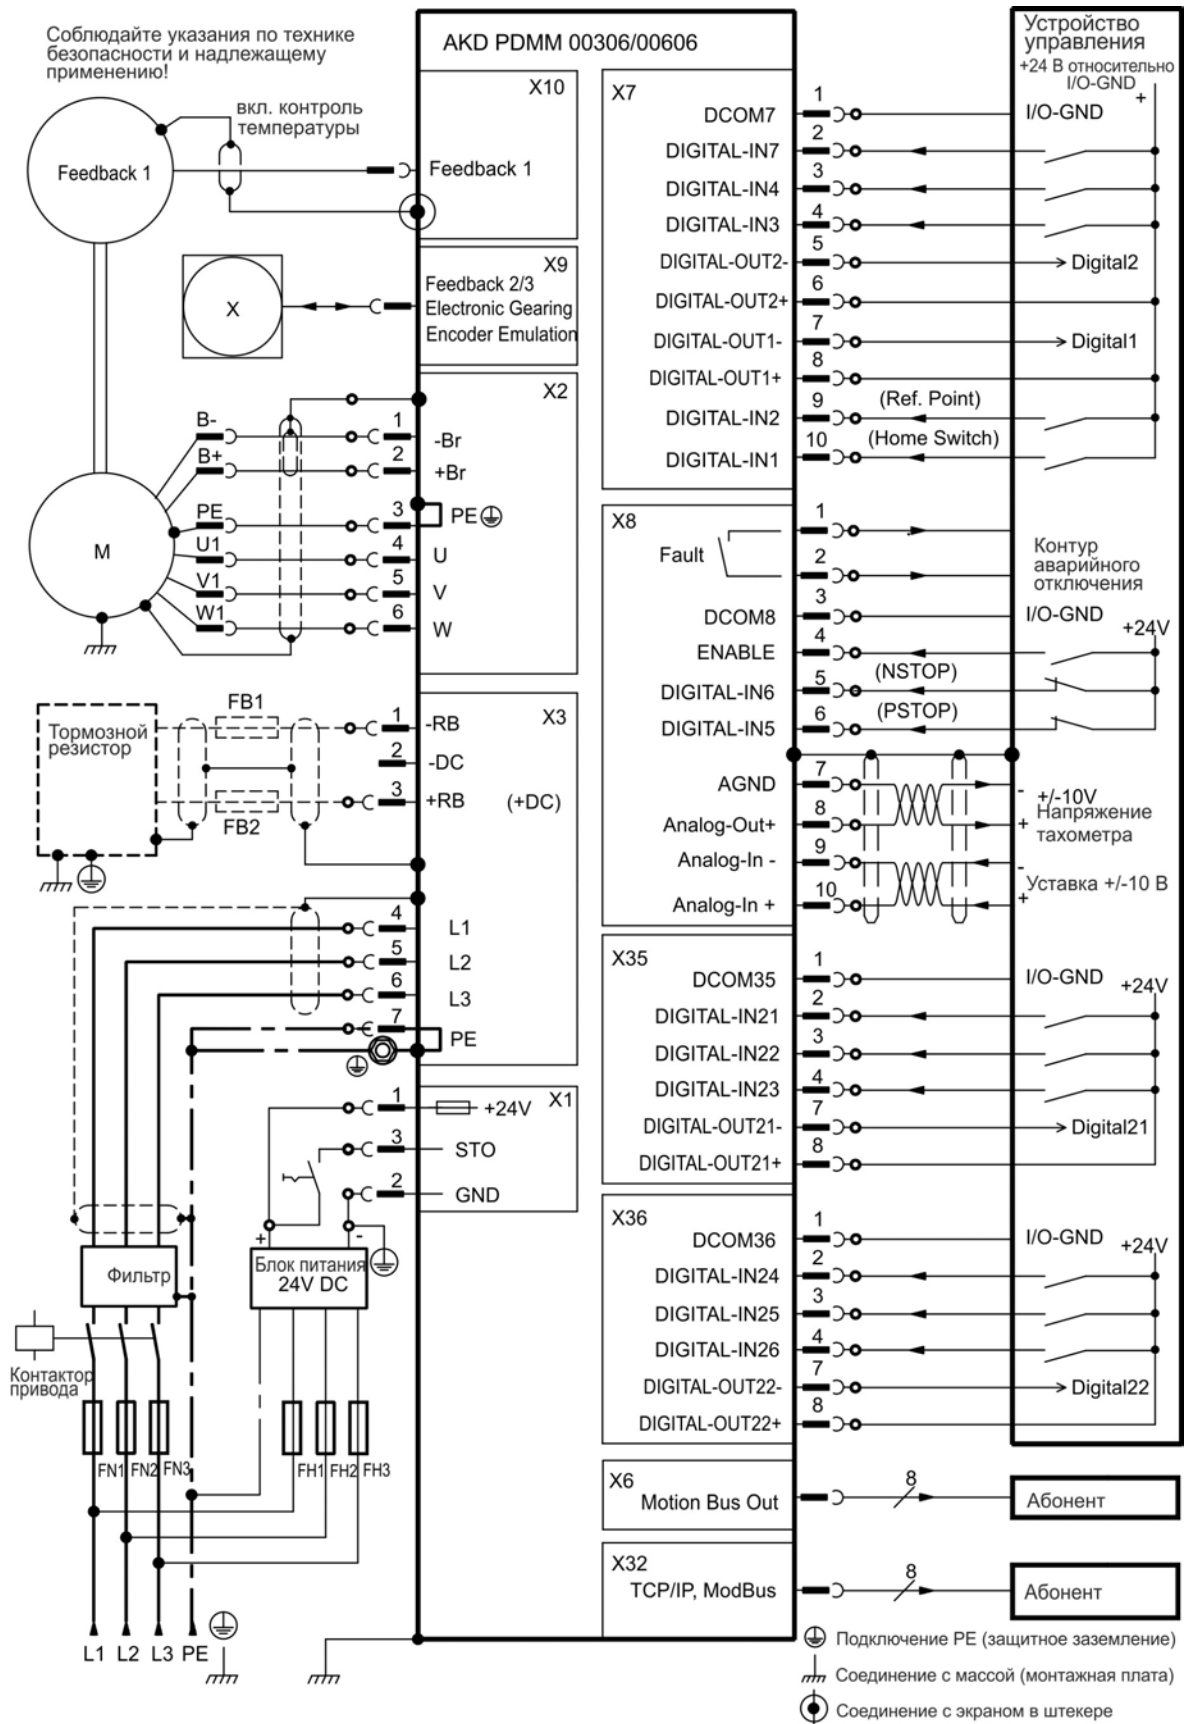 Соблюдайте указания по технике
безопасности и надлежащему
применению!
AKD PDMM 00306/00606
Устройство
управления
+24 В относительно
I/O-GND
+
вкл. контроль
температуры
Feedback 1
X10
Feedback 1
X9
Feedback 2/3
Electronic Gearing
Encoder Emulation
X
X2
B-
1
-Br
B+
2
+Br
PE
3
PE
U1
4
U
V1
5
V
W1
6
W
M
X3
Тормозной
резистор
FB1
1
-RB
2
-DC
3
+RB
(+DC)
FB2
4
L1
5
L2
6
L3
7
PE
X1
1
+24V
3
STO
2
GND
+
-
Блок питания
24V DC
Фильтр
Контактор
привода
FN1
FN2
FN3
FH1
FH2
FH3
L1
L2
L3
PE
X7
DCOM7
1
I/O-GND
DIGITAL-IN7
2
DIGITAL-IN4
3
DIGITAL-IN3
4
DIGITAL-OUT2-
5
Digital2
DIGITAL-OUT2+
6
DIGITAL-OUT1-
7
Digital1
DIGITAL-OUT1+
8
DIGITAL-IN2
9
(Ref. Point)
DIGITAL-IN1
10
(Home Switch)
X8
Fault
1
2
Контур
аварийного
отключения
DCOM8
3
I/O-GND
+24V
ENABLE
4
DIGITAL-IN6
5
(NSTOP)
DIGITAL-IN5
6
(PSTOP)
AGND
7
-
+/-10V
Analog-Out+
8
+
Напряжение
тахометра
Analog-In -
9
-
Уставка +/-10 В
Analog-In +
10
+
X35
DCOM35
1
I/O-GND
+24V
DIGITAL-IN21
2
DIGITAL-IN22
3
DIGITAL-IN23
4
DIGITAL-OUT21-
7
Digital21
DIGITAL-OUT21+
8
X36
DCOM36
1
I/O-GND
+24V
DIGITAL-IN24
2
DIGITAL-IN25
3
DIGITAL-IN26
4
DIGITAL-OUT22-
7
Digital22
DIGITAL-OUT22+
8
X6
Motion Bus Out
8
Абонент
X32
TCP/IP, ModBus
8
Абонент
Подключение PE (защитное заземление)
Соединение с массой (монтажная плата)
Соединение с экраном в штекере